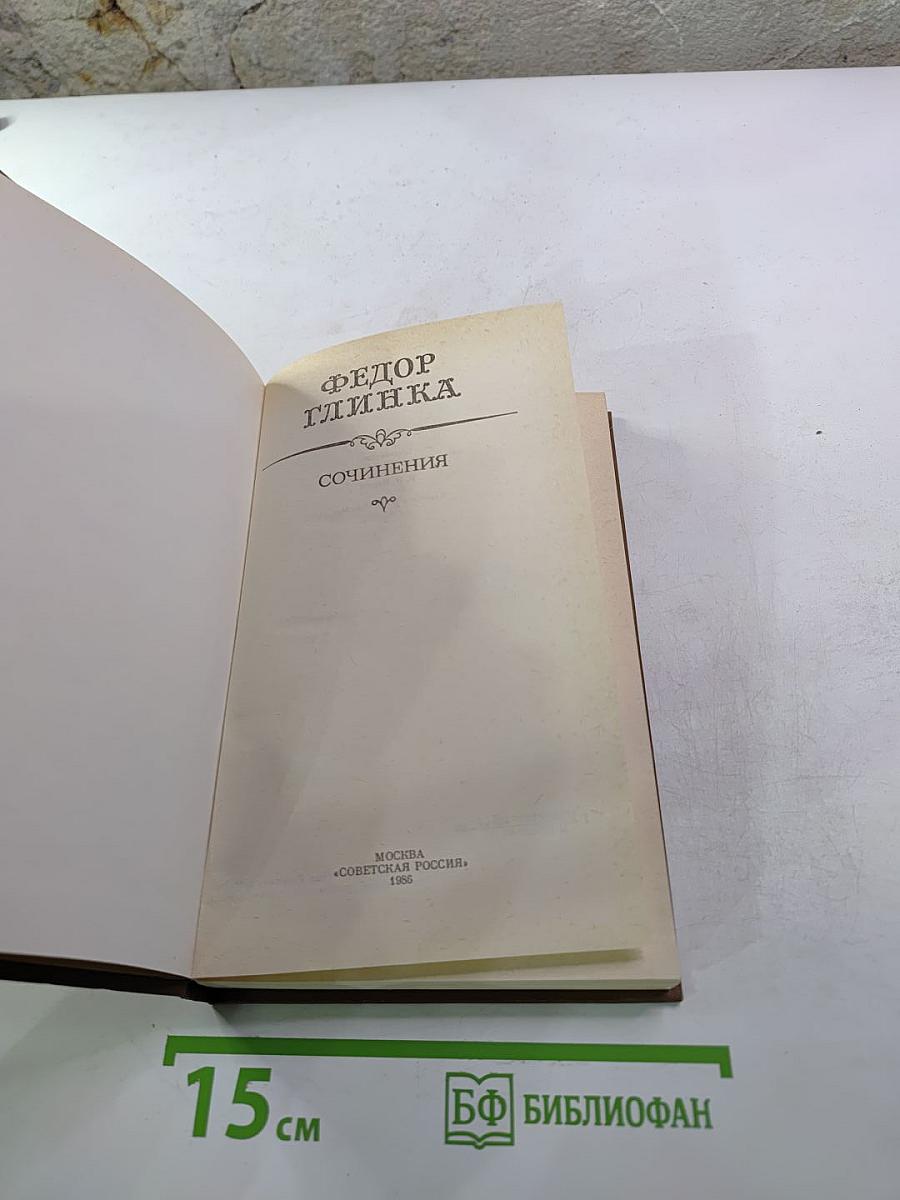 ФЕДОР
ГЛИНКА
СОЧИНЕНИЯ
МОСКВА
«СОВЕТСКАЯ РОССИЯ»
1986
15 см
БФ БИБЛИОФАН